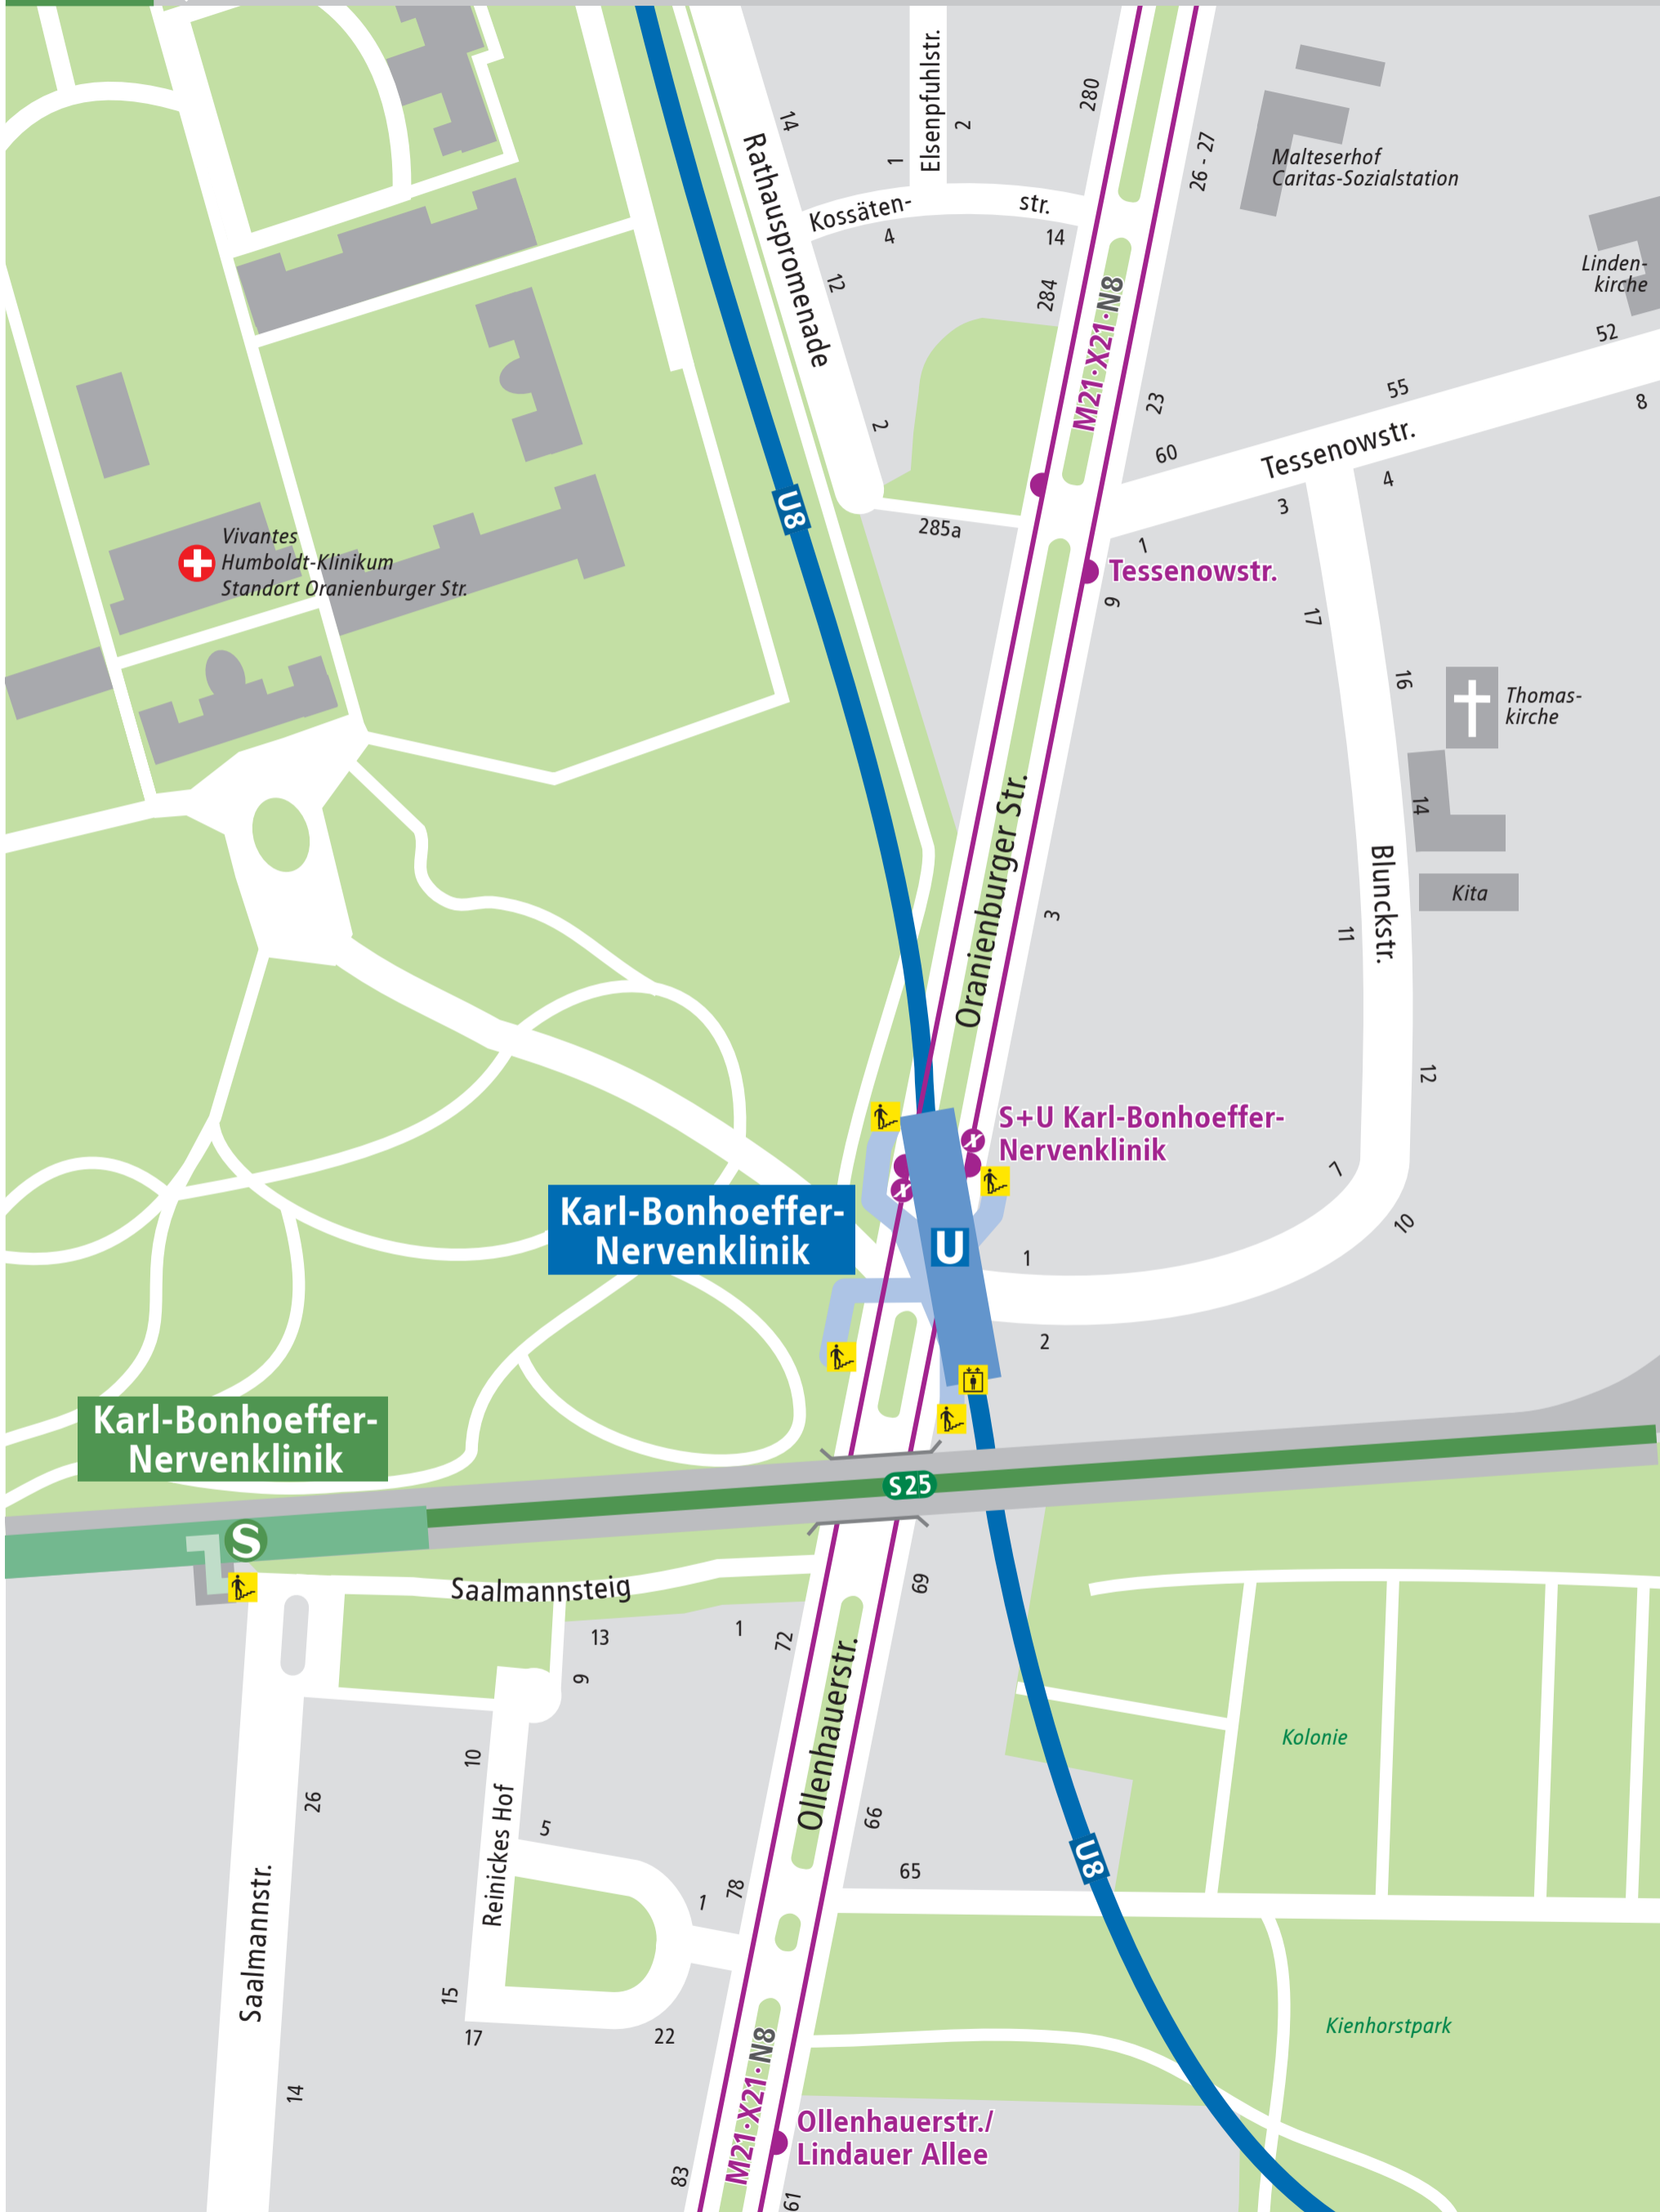 Elsenpfuhlstr.
280
14
2
1
26 - 27
Malteserhof
Caritas-Sozialstation
Rathauspromenade
Kossäten-
str.
4
14
12
284
Linden-
kirche
M21·X21·N8
52
55
8
23
2
60
Tessenowstr.
4
3
U8
285a
1
Vivantes
Humboldt-Klinikum
Standort Oranienburger Str.
Tessenowstr.
9
17
16
Thomas-
kirche
14
Oranienburger Str.
Blunckstr.
Kita
3
11
12
S+U Karl-Bonhoeffer-
Nervenklinik
X
X
7
10
Karl-Bonhoeffer-
Nervenklinik
U
1
2
Karl-Bonhoeffer-
Nervenklinik
S25
S
Saalmannsteig
69
13
1
72
9
Ollenhauerstr.
Kolonie
10
26
Reinickes Hof
5
66
U8
65
78
1
Saalmannstr.
15
17
22
Kienhorstpark
M21·X21·N8
14
Ollenhauerstr./
Lindauer Allee
83
61